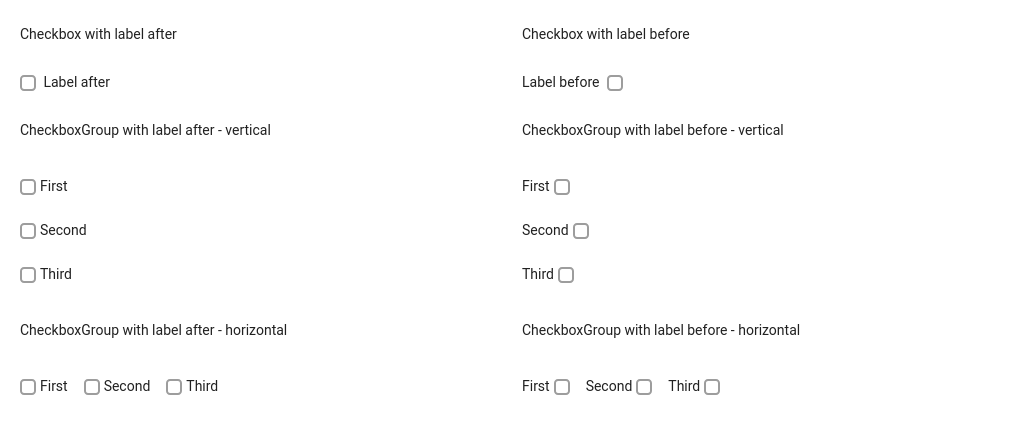 Checkbox with label after
Label after
CheckboxGroup with label after - vertical
First
Second
Third
CheckboxGroup with label after - horizontal
First Second Third
Checkbox with label before
Label before
CheckboxGroup with label before - vertical
First
Second
Third
CheckboxGroup with label before - horizontal
First Second Third